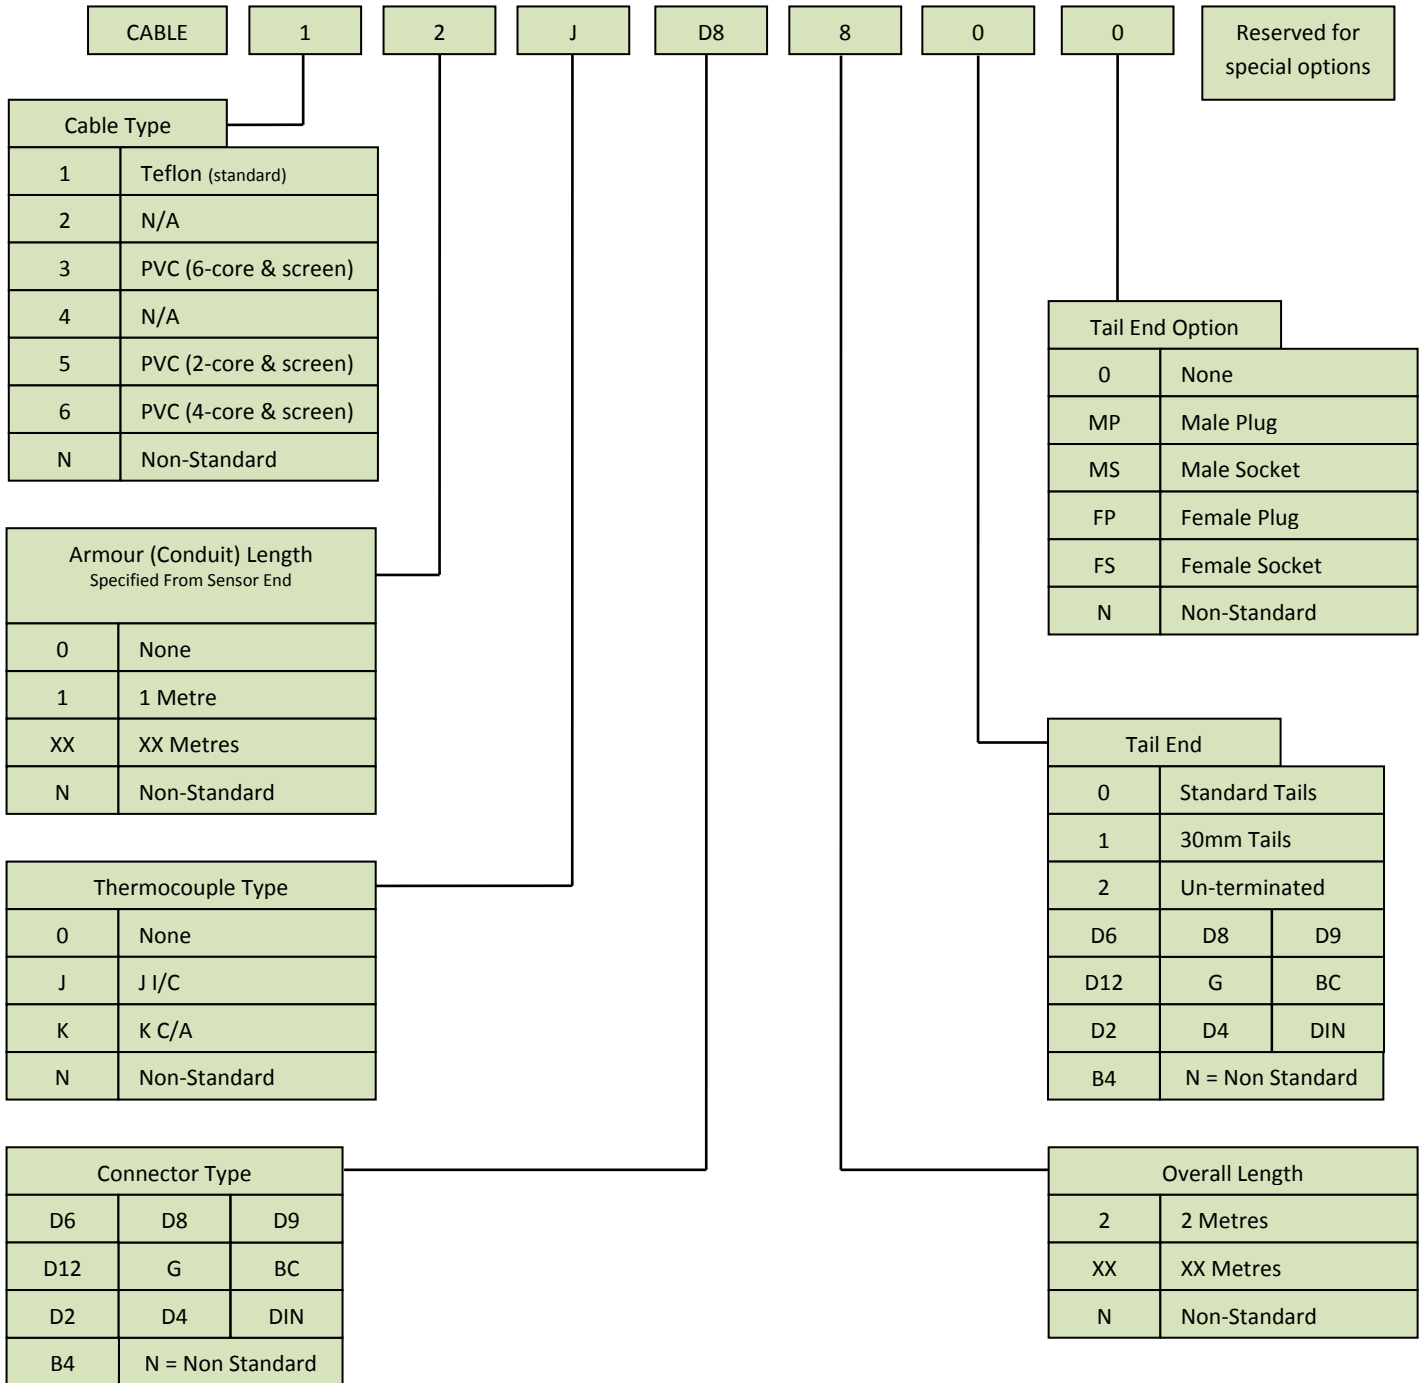 CABLE 1 2 J D8 8 0 0 Reserved for
special options
Cable Type
1 Teflon (standard)
2 N/A
3 PVC (6-core & screen)
4 N/A
5 PVC (2-core & screen)
6 PVC (4-core & screen)
N Non-Standard
Armour (Conduit) Length
Specified From Sensor End
0 None
1 1 Metre
XX XX Metres
N Non-Standard
Thermocouple Type
0 None
J J I/C
K K C/A
N Non-Standard
Connector Type
D6 D8 D9
D12 G BC
D2 D4 DIN
B4 N = Non Standard
Tail End Option
0 None
MP Male Plug
MS Male Socket
FP Female Plug
FS Female Socket
N Non-Standard
Tail End
0 Standard Tails
1 30mm Tails
2 Un-terminated
D6 D8 D9
D12 G BC
D2 D4 DIN
B4 N = Non Standard
Overall Length
2 2 Metres
XX XX Metres
N Non-Standard